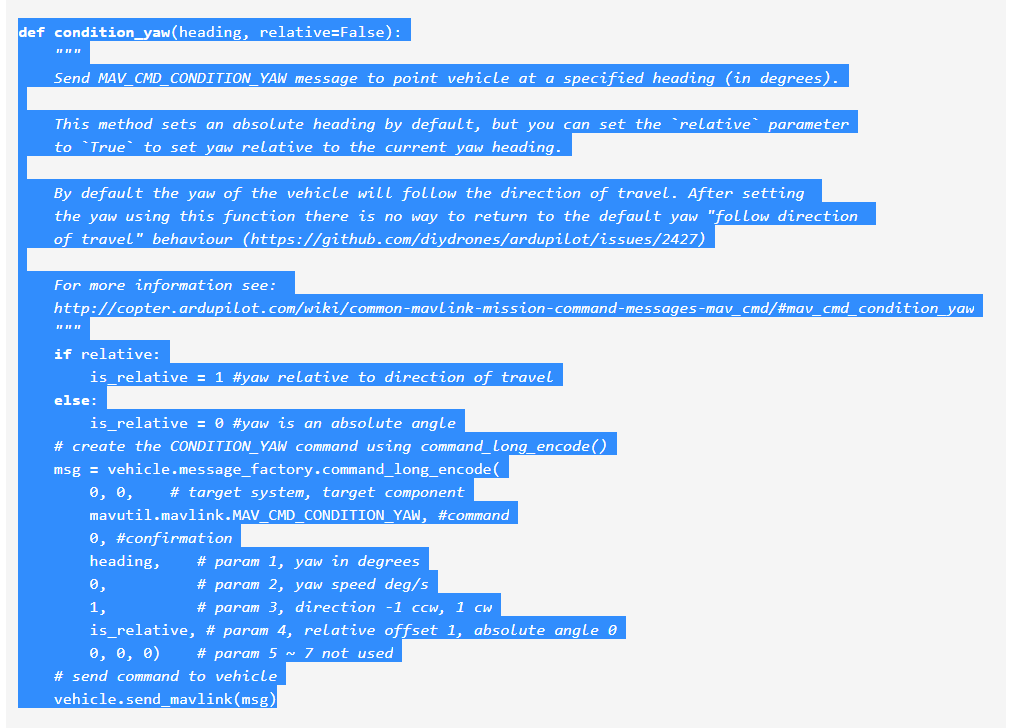 def condition_yaw(heading, relative=False):
    """
    Send MAV_CMD_CONDITION_YAW message to point vehicle at a specified heading (in degrees).

    This method sets an absolute heading by default, but you can set the `relative` parameter
    to `True` to set yaw relative to the current yaw heading.

    By default the yaw of the vehicle will follow the direction of travel. After setting
    the yaw using this function there is no way to return to the default yaw "follow direction
    of travel" behaviour (https://github.com/diydrones/ardupilot/issues/2427)

    For more information see:
    http://copter.ardupilot.com/wiki/common-mavlink-mission-command-messages-mav_cmd/#mav_cmd_condition_yaw
    """
    if relative:
        is_relative = 1 #yaw relative to direction of travel
    else:
        is_relative = 0 #yaw is an absolute angle
    # create the CONDITION_YAW command using command_long_encode()
    msg = vehicle.message_factory.command_long_encode(
        0, 0,    # target system, target component
        mavutil.mavlink.MAV_CMD_CONDITION_YAW, #command
        0, #confirmation
        heading,    # param 1, yaw in degrees
        0,          # param 2, yaw speed deg/s
        1,          # param 3, direction -1 ccw, 1 cw
        is_relative, # param 4, relative offset 1, absolute angle 0
        0, 0, 0)    # param 5 ~ 7 not used
    # send command to vehicle
    vehicle.send_mavlink(msg)